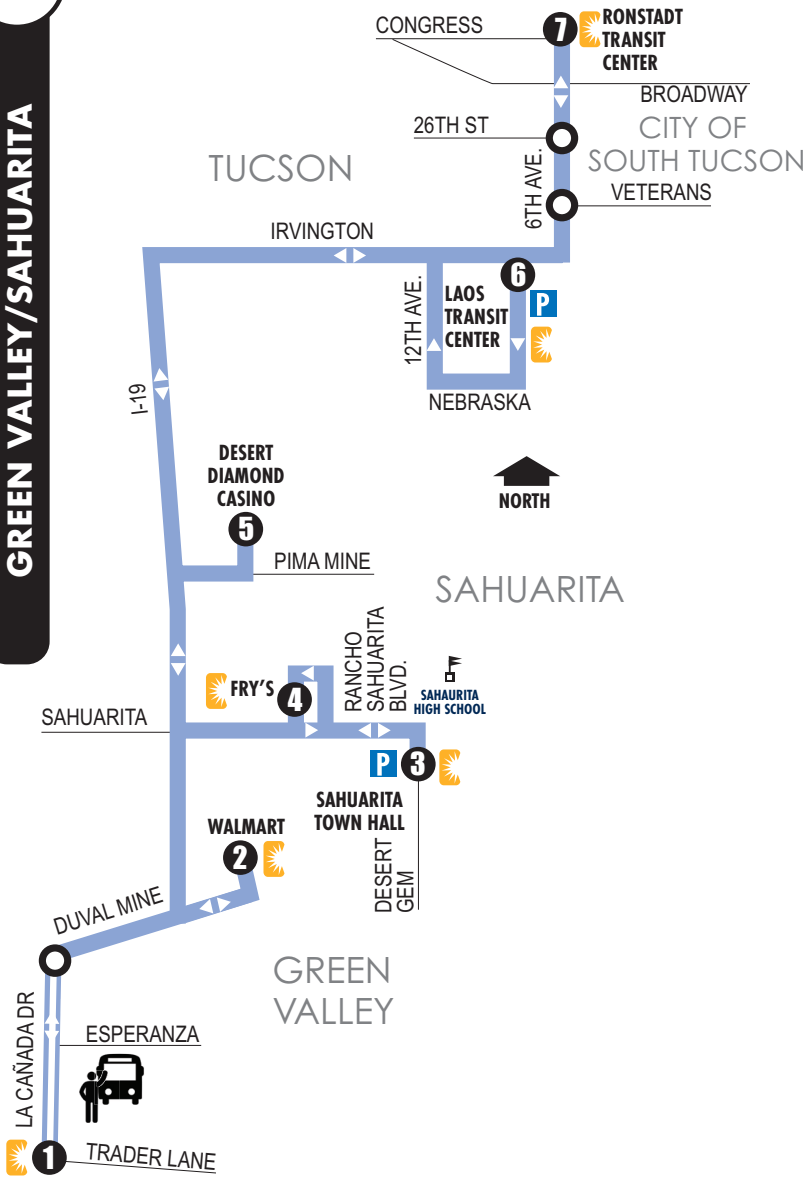 GREEN VALLEY/SAHUARITA
CONGRESS
7
RONSTADT
TRANSIT
CENTER
BROADWAY
26TH ST
CITY OF
SOUTH TUCSON
TUCSON
6TH AVE.
VETERANS
IRVINGTON
6
LAOS
TRANSIT
CENTER
P
12TH AVE.
NEBRASKA
I-19
DESERT
DIAMOND
CASINO
5
NORTH
PIMA MINE
SAHUARITA
RANCHO
SAHUARITA
BLVD.
FRY'S
4
SAHAURITA
HIGH SCHOOL
SAHUARITA
P
3
SAHUARITA
TOWN HALL
WALMART
2
DESERT
GEM
DUVAL MINE
GREEN
VALLEY
LA CAÑADA DR
ESPERANZA
1
TRADER LANE